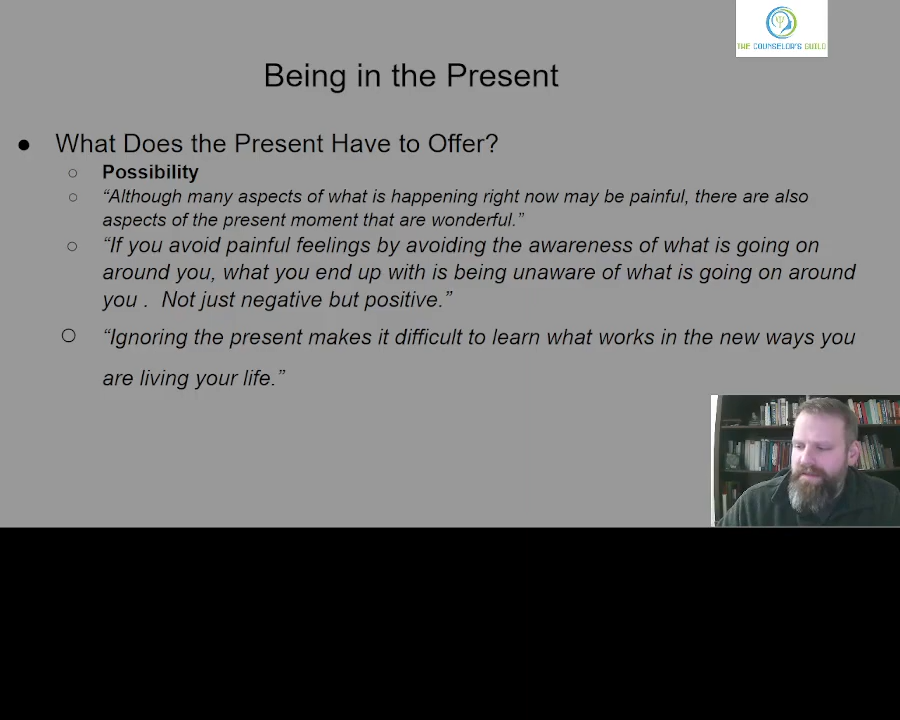 THE COUNSELOR'S GUILD
Being in the Present
● What Does the Present Have to Offer?
○ Possibility
○ “Although many aspects of what is happening right now may be painful, there are also
aspects of the present moment that are wonderful.”
○ “If you avoid painful feelings by avoiding the awareness of what is going on
around you, what you end up with is being unaware of what is going on around
you . Not just negative but positive.”
○ “Ignoring the present makes it difficult to learn what works in the new ways you
are living your life.”